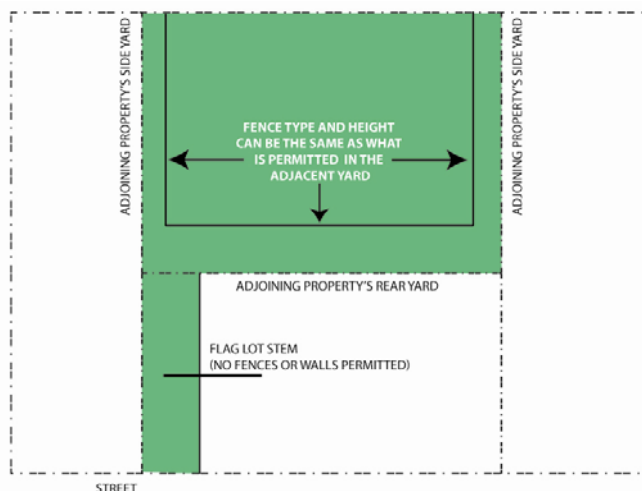 ADJOINING PROPERTY'S SIDE YARD
FENCE TYPE AND HEIGHT
CAN BE THE SAME AS WHAT
IS PERMITTED IN THE
ADJACENT YARD
ADJOINING PROPERTY'S SIDE YARD
ADJOINING PROPERTY'S REAR YARD
FLAG LOT STEM
(NO FENCES OR WALLS PERMITTED)
STREET